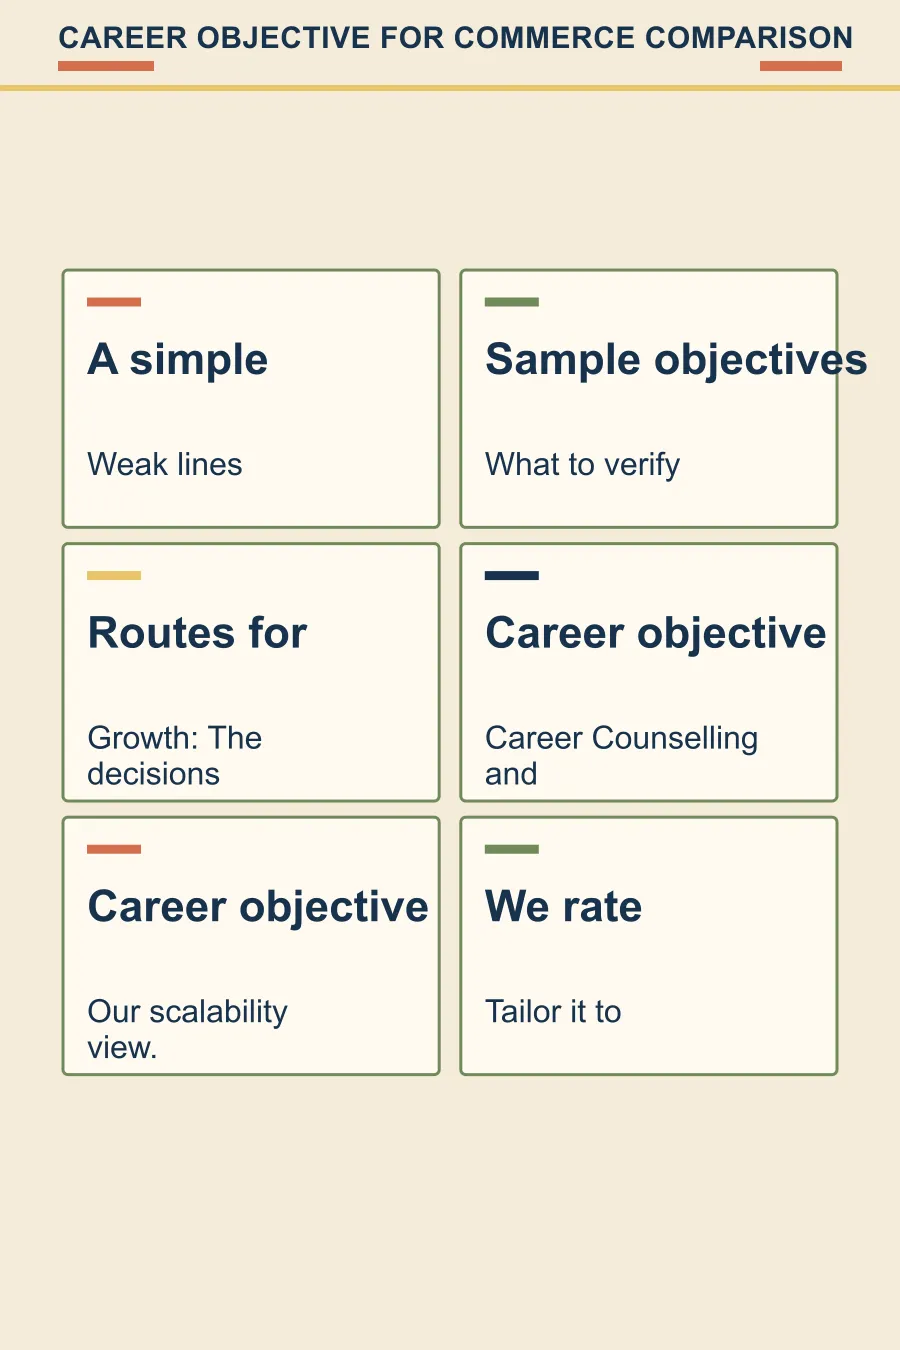 CAREER OBJECTIVE FOR COMMERCE COMPARISON
A simple
Weak lines
Sample objectives
What to verify
Routes for
Growth: The
decisions
Career objective
Career Counselling
and
Career objective
Our scalability
view.
We rate
Tailor it to